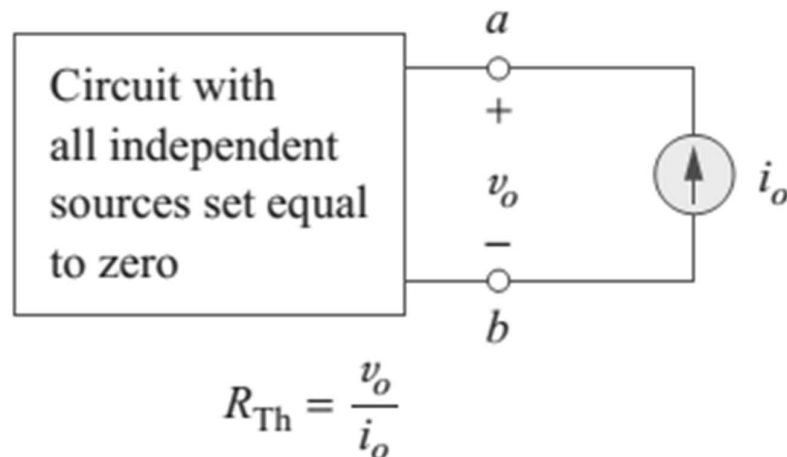 a
Circuit with
all independent
sources set equal
to zero
+
v_o
−
i_o
b
R_Th = v_o / i_o